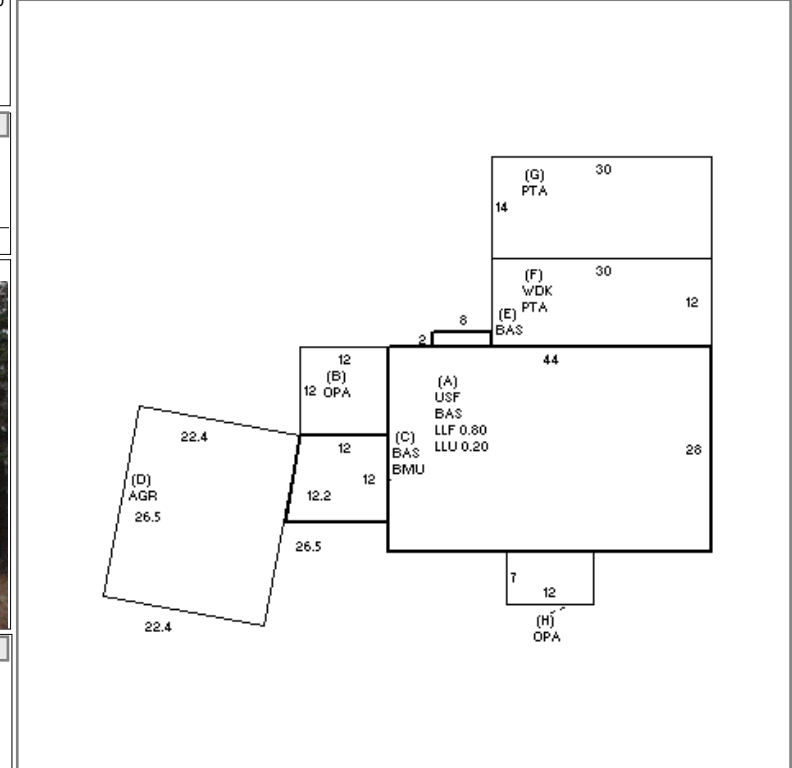 30
(G)
PTA
14
30
(F)
WDK
PTA
12
(E)
BAS
8
2
44
12
(B)
12 OPA
(A)
USF
BAS
LLF 0.80
LLU 0.20
28
22.4
(C)
BAS
BMU
12
12
12.2
(D)
AGR
26.5
26.5
22.4
7
12
(H)
OPA